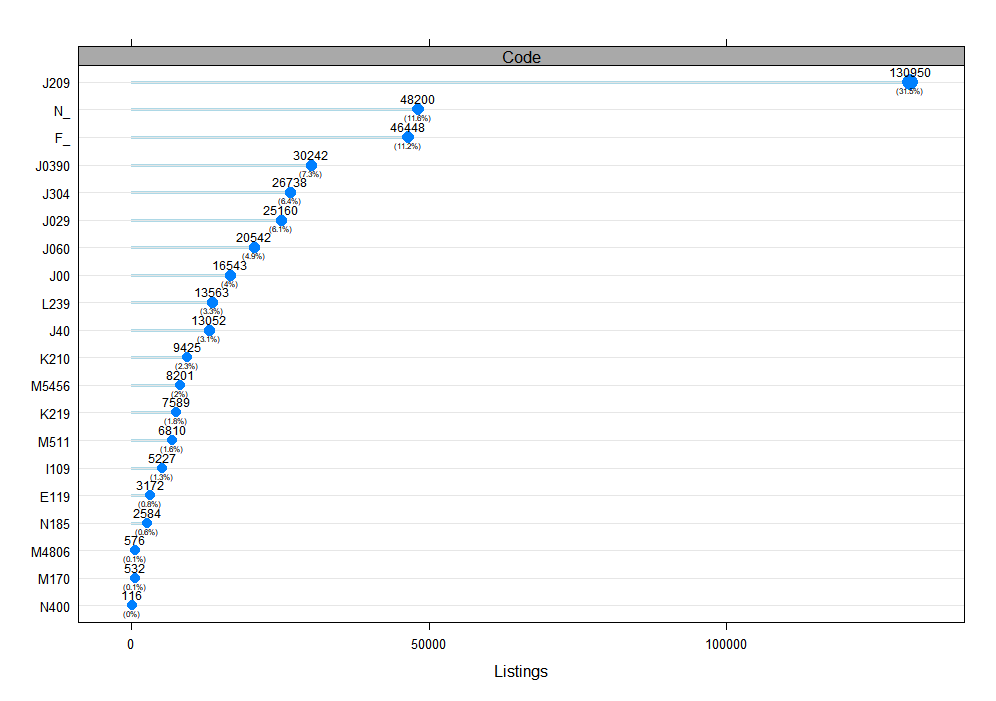 Code
J209
130950
(31.5%)
N_
48200
(11.6%)
F_
46448
(11.2%)
J0390
30242
(7.3%)
J304
26738
(6.4%)
J029
25160
(6.1%)
J060
20542
(4.9%)
J00
16543
(4%)
L239
13563
(3.3%)
J40
13052
(3.1%)
K210
9425
(2.3%)
M5456
8201
(2%)
K219
7589
(1.8%)
M511
6810
(1.6%)
I109
5227
(1.3%)
E119
3172
(0.8%)
N185
2584
(0.6%)
M4806
576
(0.1%)
M170
532
(0.1%)
N400
116
(0%)
0 50000 100000
Listings